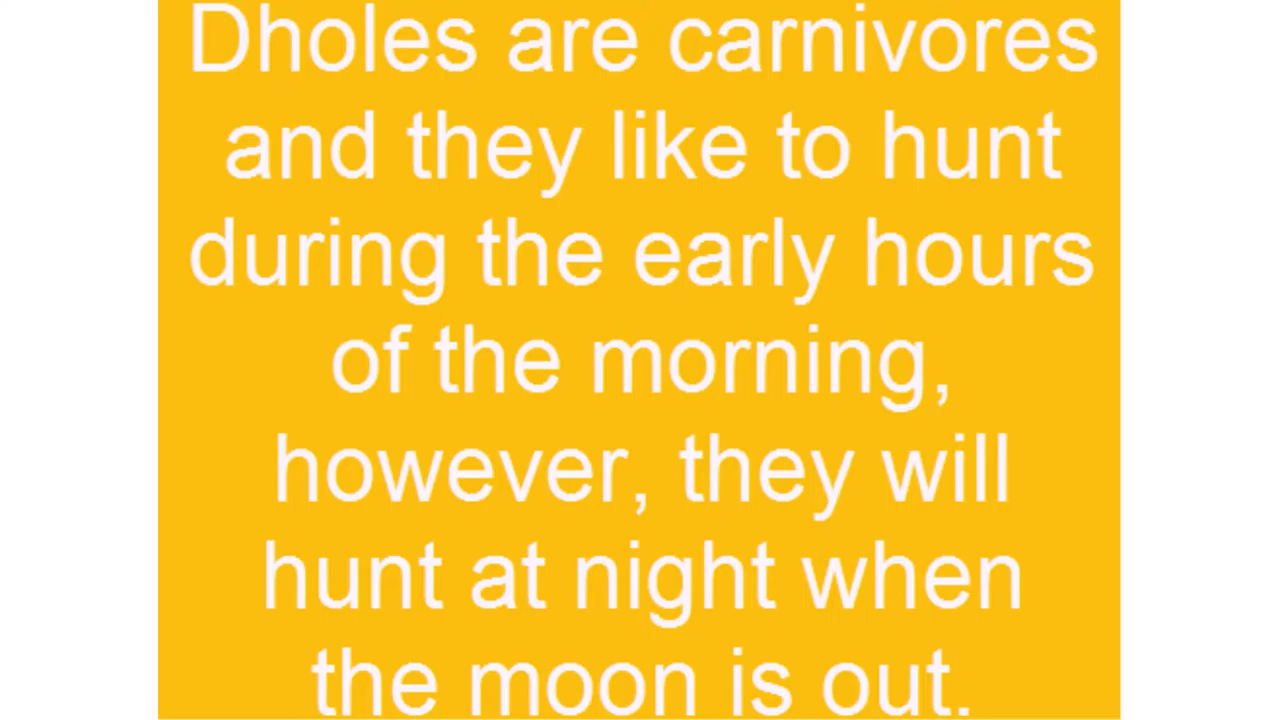 Dholes are carnivores
and they like to hunt
during the early hours
of the morning,
however, they will
hunt at night when
the moon is out.